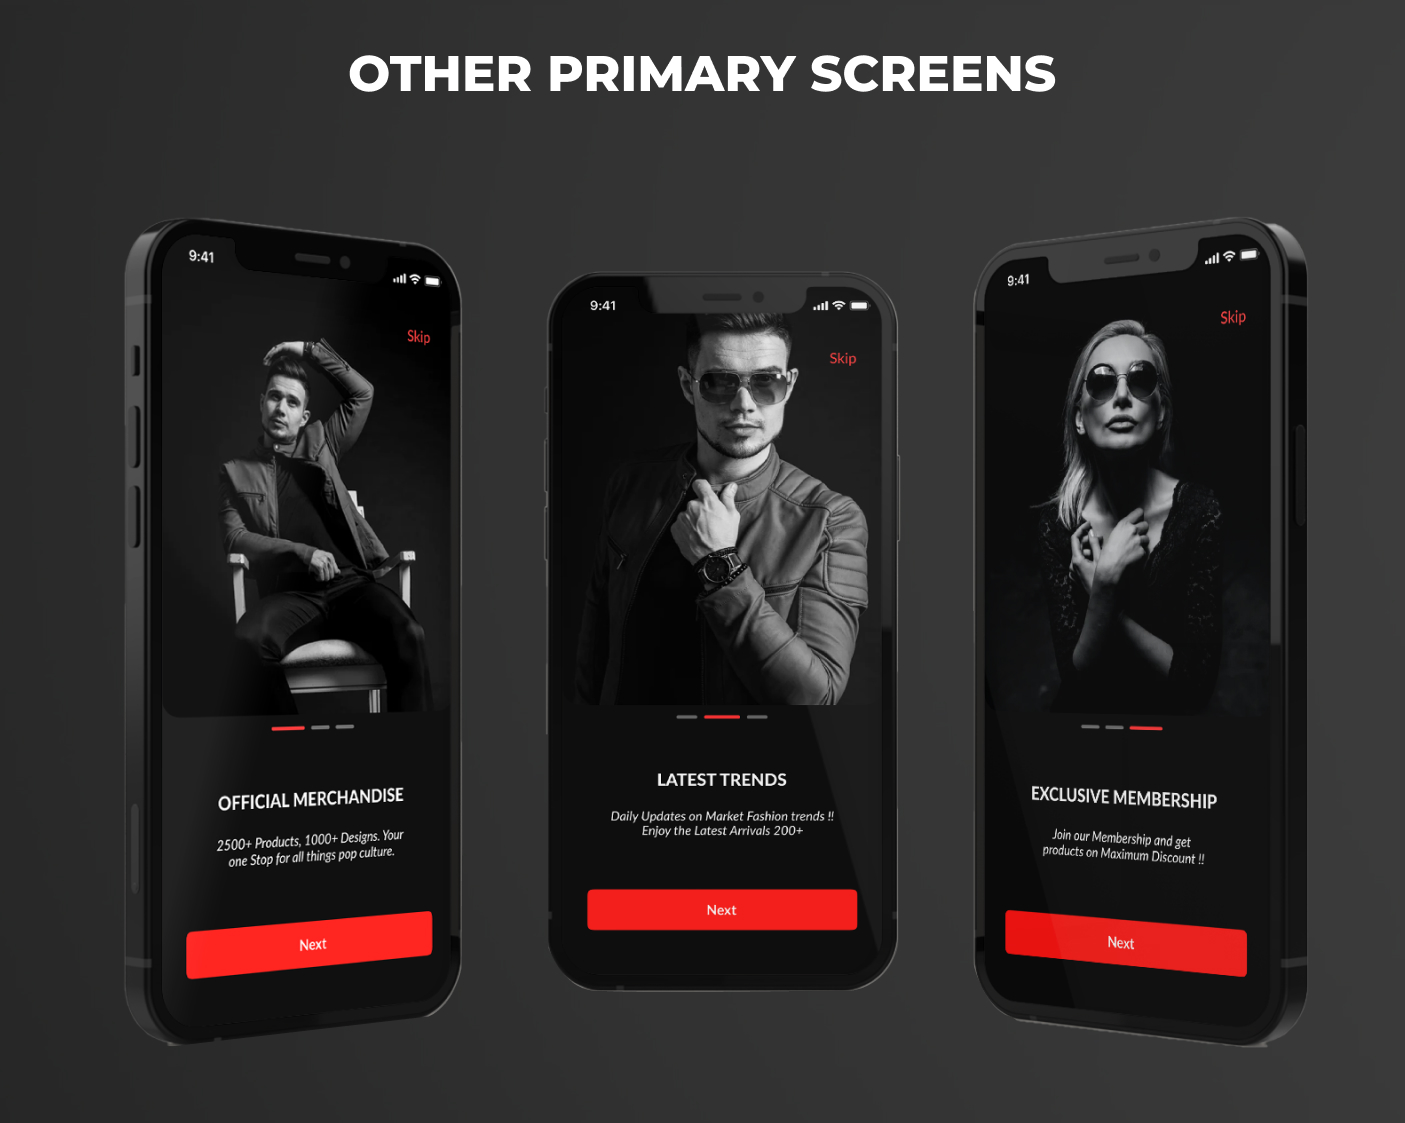 OTHER PRIMARY SCREENS
9:41
Skip
OFFICIAL MERCHANDISE
2500+ Products, 1000+ Designs. Your
one Stop for all things pop culture.
Next
9:41
Skip
LATEST TRENDS
Daily Updates on Market Fashion trends !!
Enjoy the Latest Arrivals 200+
Next
9:41
Skip
EXCLUSIVE MEMBERSHIP
Join our Membership and get
products on Maximum Discount !!
Next